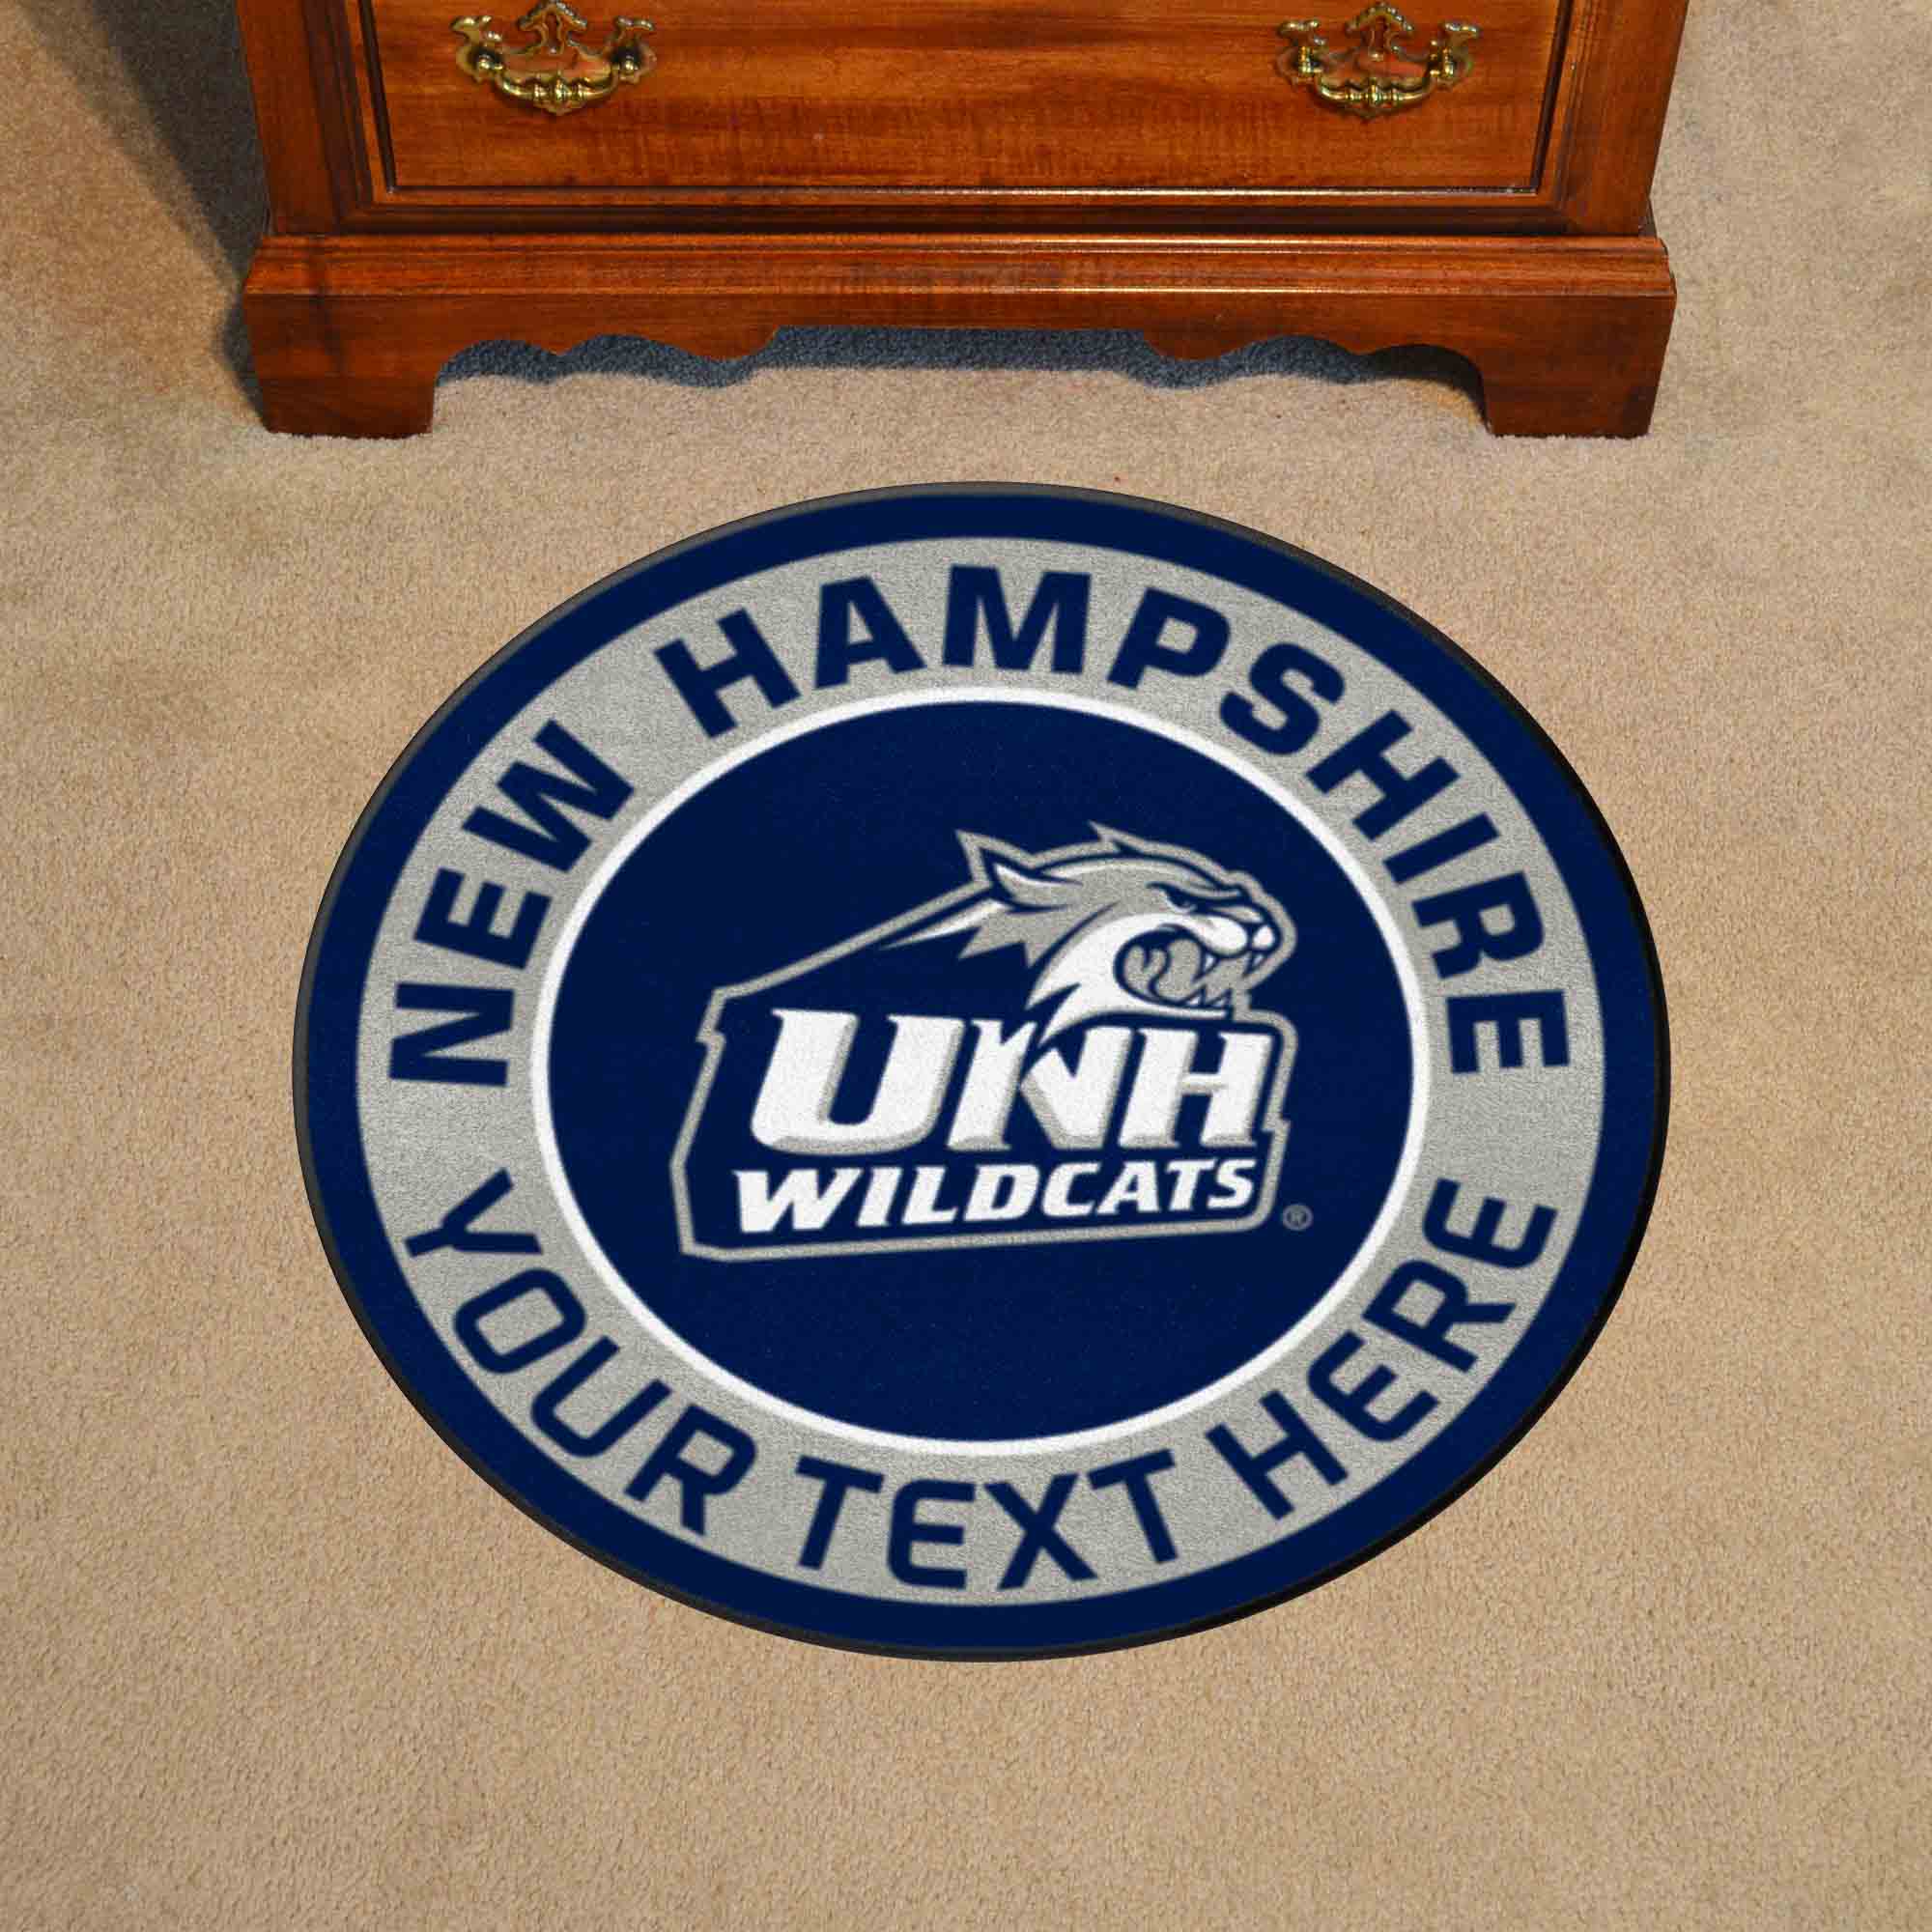 NEW HAMPSHIRE
UNH
WILDCATS
®
YOUR TEXT HERE